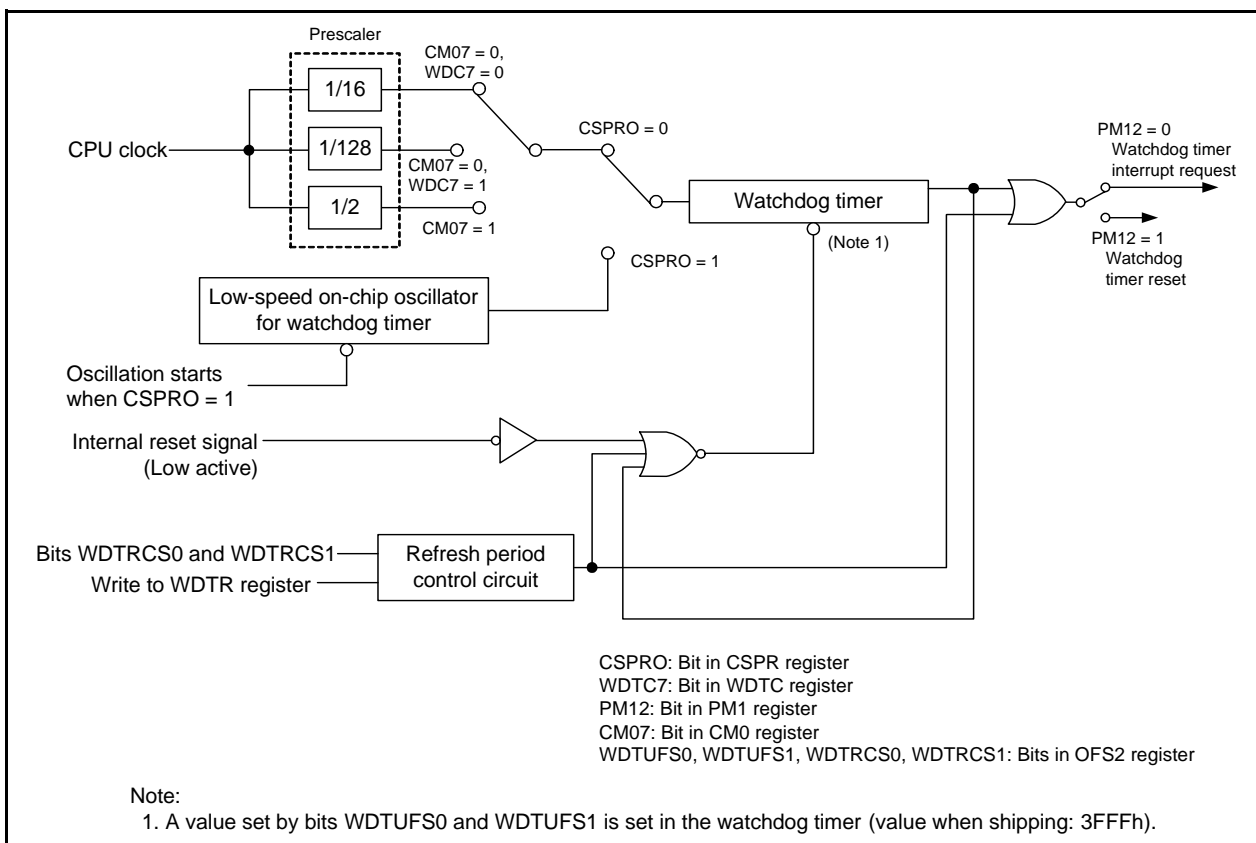 Prescaler
CM07 = 0,
WDC7 = 0
1/16
CSPRO = 0
PM12 = 0
Watchdog timer
interrupt request
CPU clock
1/128
CM07 = 0,
WDC7 = 1
1/2
CM07 = 1
Watchdog timer
(Note 1)
PM12 = 1
Watchdog
timer reset
CSPRO = 1
Low-speed on-chip oscillator
for watchdog timer
Oscillation starts
when CSPRO = 1
Internal reset signal
(Low active)
Bits WDTRCS0 and WDTRCS1
Write to WDTR register
Refresh period
control circuit
CSPRO: Bit in CSPR register
WDTC7: Bit in WDTC register
PM12: Bit in PM1 register
CM07: Bit in CM0 register
WDTUFS0, WDTUFS1, WDTRCS0, WDTRCS1: Bits in OFS2 register
Note:
1. A value set by bits WDTUFS0 and WDTUFS1 is set in the watchdog timer (value when shipping: 3FFFh).